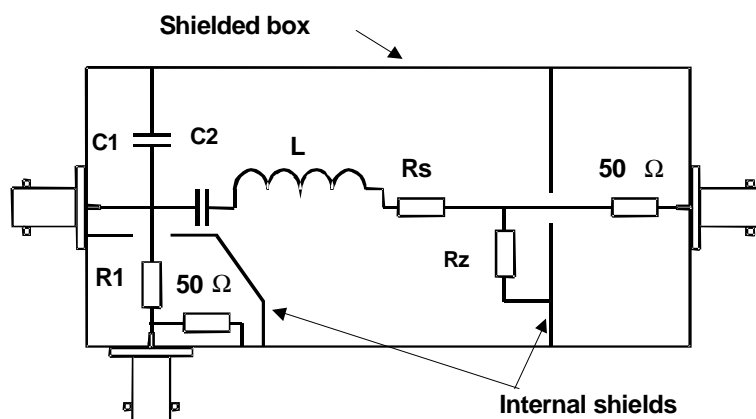 Shielded box
C1
C2
L
Rs
50 Ω
R1
50 Ω
Rz
Internal shields